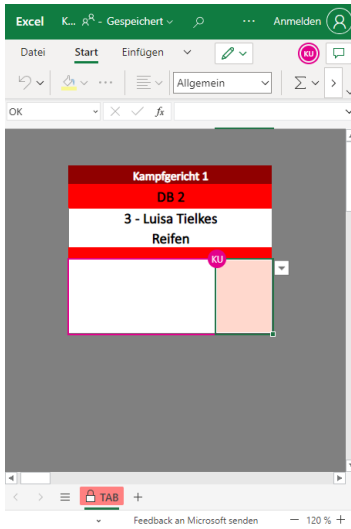 Excel K... - Gespeichert ··· Anmelden
Datei Start Einfügen KU
··· Allgemein
OK fx
Kampfgericht 1
DB 2
3 - Luisa Tielkes
Reifen
KU
TAB +
Feedback an Microsoft senden — 120 % +